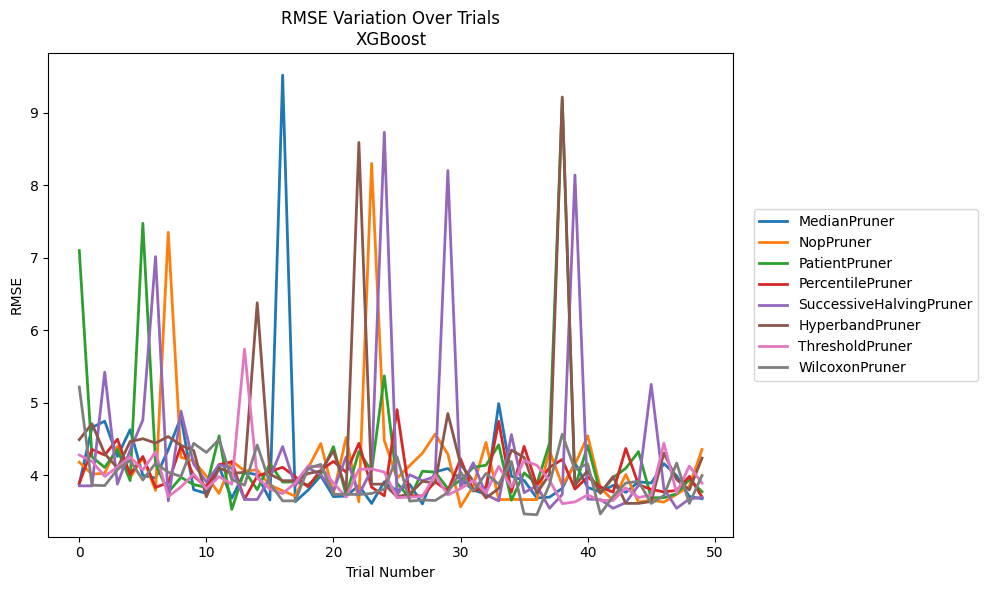 RMSE Variation Over Trials
XGBoost
RMSE
9
8
7
6
5
4
0 10 20 30 40 50
Trial Number
MedianPruner
NopPruner
PatientPruner
PercentilePruner
SuccessiveHalvingPruner
HyperbandPruner
ThresholdPruner
WilcoxonPruner